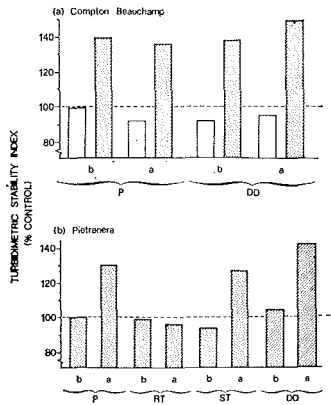 (a) Compton Beauchamp
140
120
100
80
b a b a
P DD
TURBIDIMETRIC STABILITY INDEX
(% CONTROL)
(b) Pietranera
140
120
100
80
b a b a b a b a
P RT ST DD